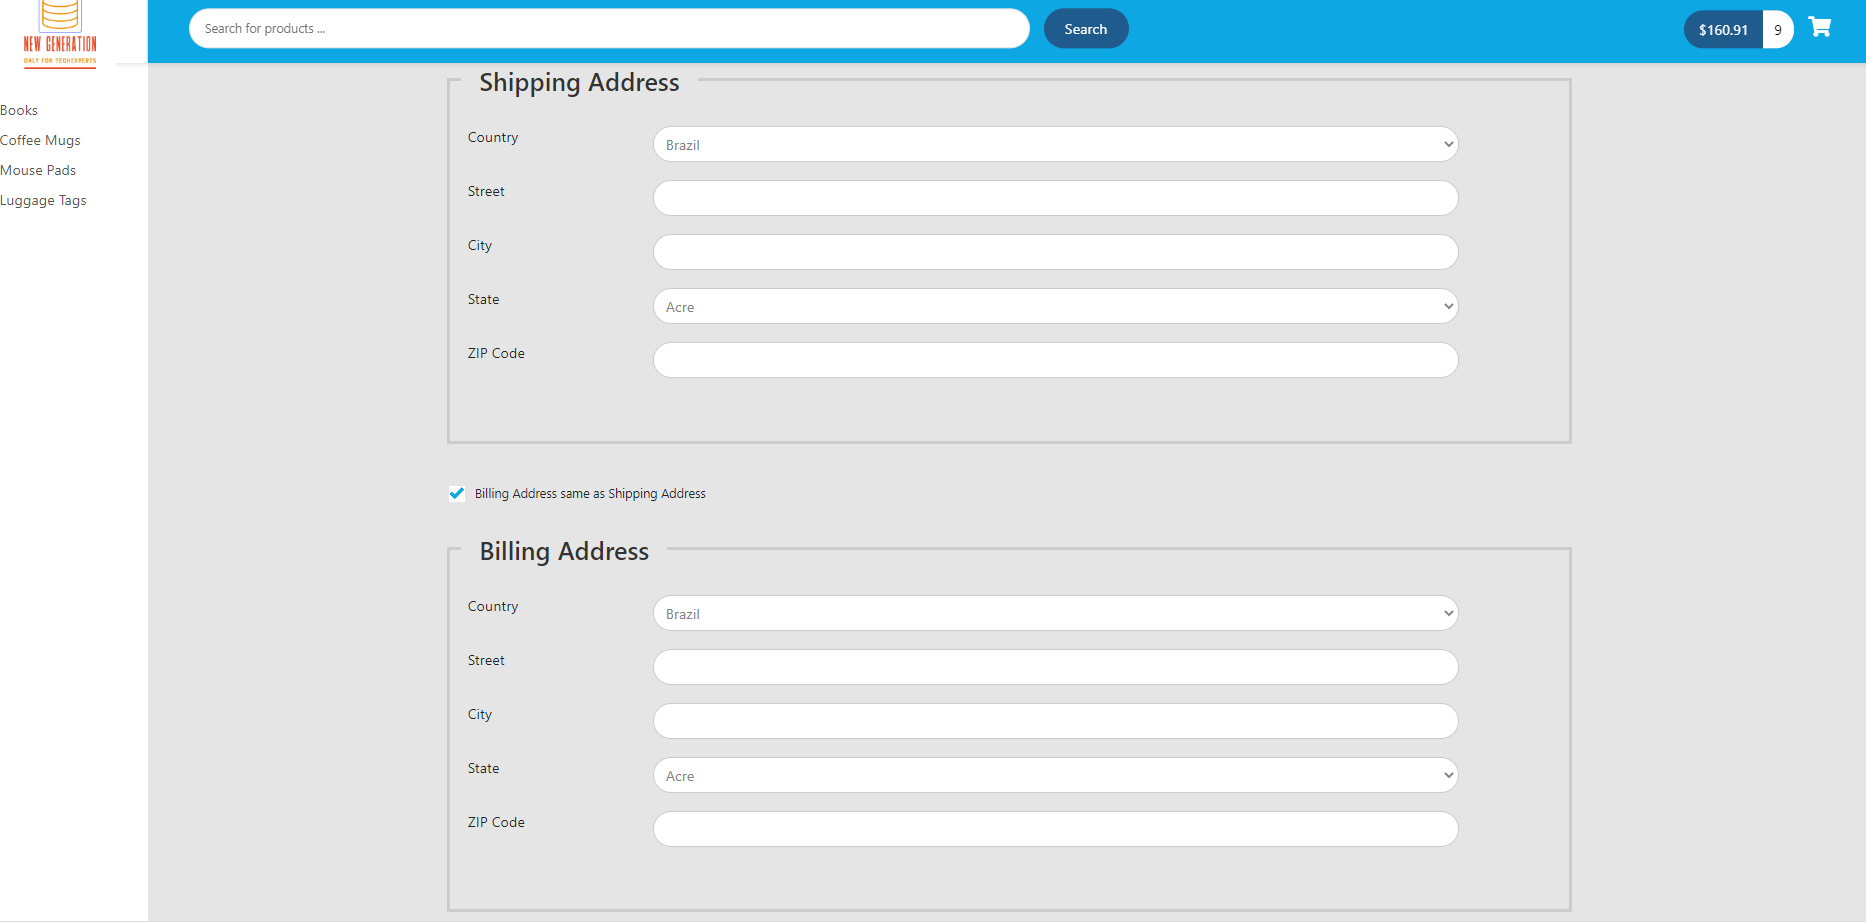 NEW GENERATION
ONLY FOR TECHEXPERTS
Search for products ...
Search
$160.91
9
Books
Coffee Mugs
Mouse Pads
Luggage Tags
Shipping Address
Country
Brazil
Street
City
State
Acre
ZIP Code
Billing Address same as Shipping Address
Billing Address
Country
Brazil
Street
City
State
Acre
ZIP Code